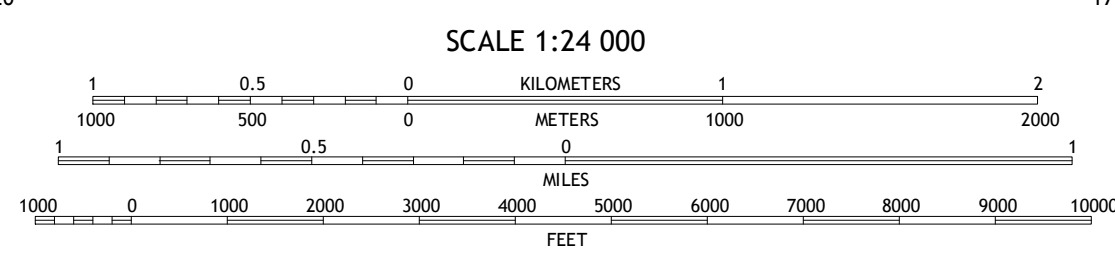 SCALE 1:24 000
1 0.5 0 KILOMETERS 1 2
1000 500 0 METERS 1000 2000
1 0.5 0 1
MILES
1000 0 1000 2000 3000 4000 5000 6000 7000 8000 9000 10000
FEET